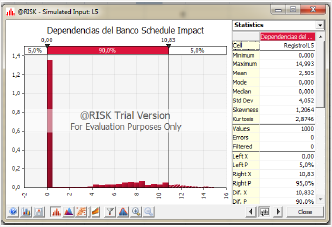 @RISK - Simulated Input: L5
Dependencias del Banco Schedule Impact
0,00 10,83
5,0% 90,0% 5,0%
1,4
1,2
1,0
0,8
0,6
0,4
0,2
0,0
@RISK Trial Version
For Evaluation Purposes Only
-2 0 2 4 6 8 10 12 14 16
Statistics
Dependencias del
Cell Registro!L5
Minimum 0,000
Maximum 14,993
Mean 2,505
Mode 0,000
Median 0,000
Std Dev 4,052
Skewness 1,2064
Kurtosis 2,8746
Values 1000
Errors 0
Filtered 0
Left X 0,00
Left P 5,0%
Right X 10,83
Right P 95,0%
Dif. X 10,832
Dif. P 90,0%
Close